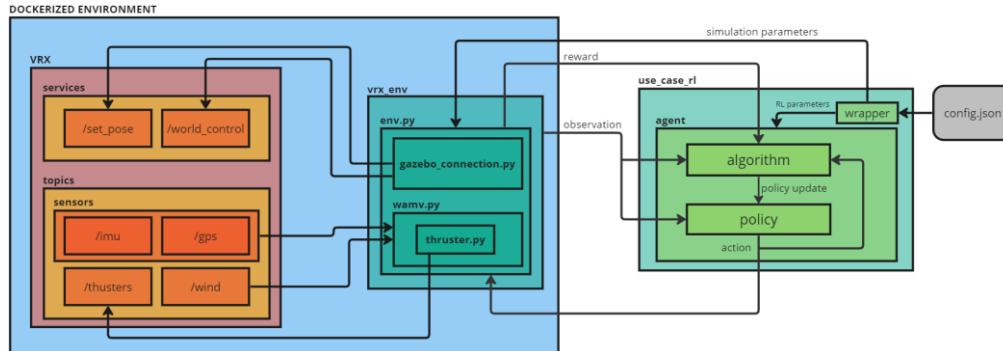 DOCKERIZED ENVIRONMENT
VRX
services
/set_pose
/world_control
topics
sensors
/imu
/gps
/thusters
/wind
vrx_env
env.py
gazebo_connection.py
wamv.py
thruster.py
simulation parameters
reward
observation
use_case_rl
RL parameters
wrapper
config.json
agent
algorithm
policy update
policy
action